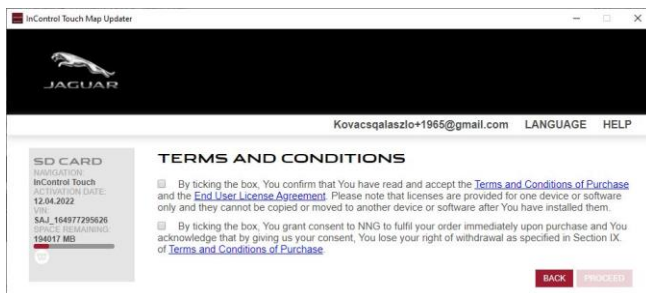 InControl Touch Map Updater
JAGUAR
Kovacsqalaszlo+1965@gmail.com LANGUAGE HELP
SD CARD
NAVIGATION:
InControl Touch
ACTIVATION DATE:
12.04.2022
VIN:
SAJ_164977295626
SPACE REMAINING:
194017 MB
TERMS AND CONDITIONS
By ticking the box, You confirm that You have read and accept the Terms and Conditions of Purchase
and the End User License Agreement. Please note that licenses are provided for one device or software
only and they cannot be copied or moved to another device or software after You have installed them.
By ticking the box, You grant consent to NNG to fulfil your order immediately upon purchase and You
acknowledge that by giving us your consent, You lose your right of withdrawal as specified in Section IX.
of Terms and Conditions of Purchase.
BACK PROCEED